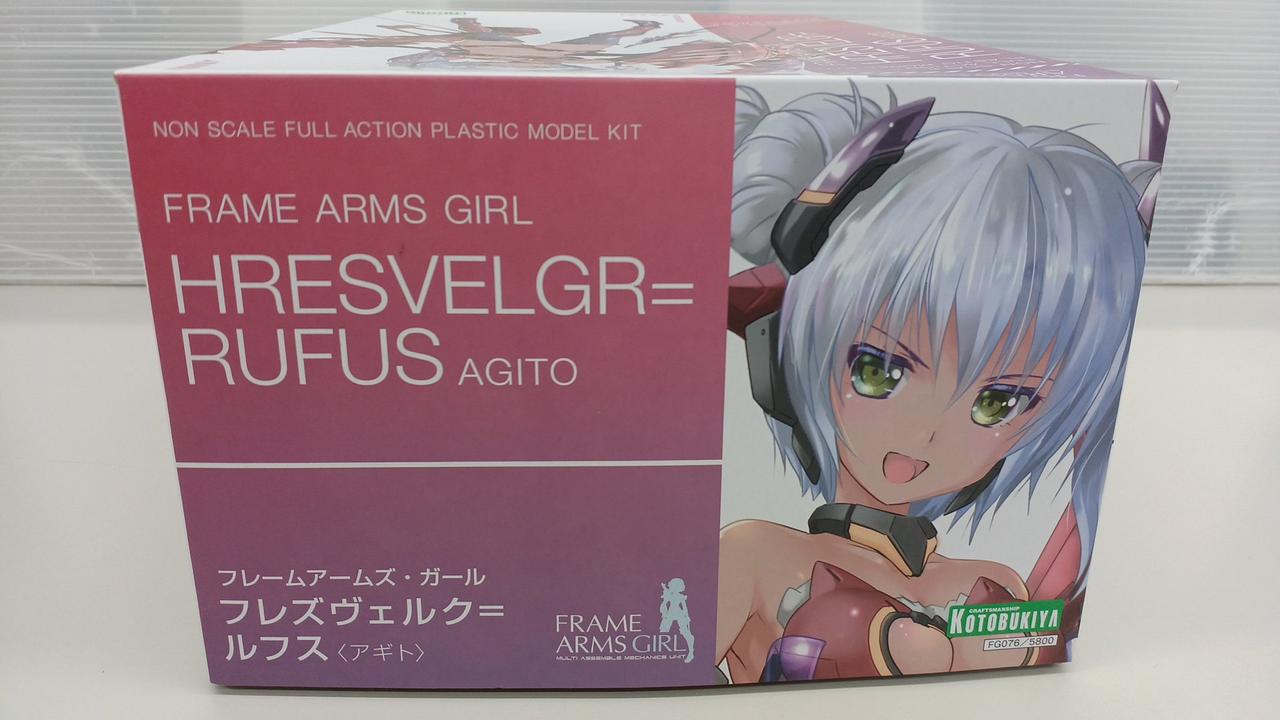 NON SCALE FULL ACTION PLASTIC MODEL KIT
FRAME ARMS GIRL
HRESVELGR=
RUFUS AGITO
フレームアームズ・ガール
フレズヴェルク=
ルフス〈アギト〉
FRAME
ARMS GIRL
MULTI ASSEMBLE MECHANICS UNIT
CRAFTSMANSHIP
KOTOBUKIYA
FG076/5800